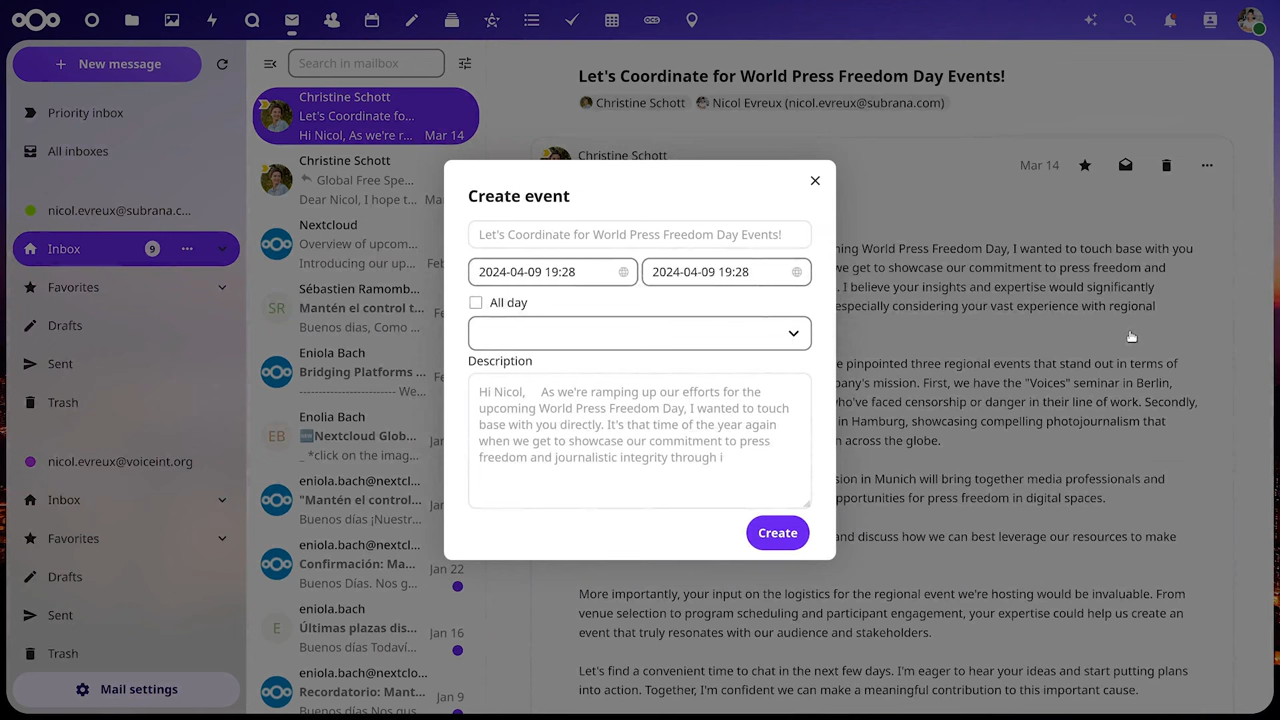 New message
Priority inbox
All inboxes
nicol.evreux@subrana.c...
Inbox
9
Favorites
Drafts
Sent
Trash
nicol.evreux@voiceint.org
Inbox
Favorites
Drafts
Sent
Trash
Mail settings
Search in mailbox
Christine Schott
Let's Coordinate fo...
Hi Nicol, As we're r...
Mar 14
Christine Schott
Global Free Spe...
Dear Nicol, I hope t...
Nextcloud
Overview of upcom...
Introducing our up...
SR
Sébastien Ramomb...
Mantén el control t...
Buenos dias, Como ...
Eniola Bach
Bridging Platforms ...
------------------------ We...
EB
Enolia Bach
Nextcloud Glob...
_ *click on the imag...
eniola.bach@nextcl...
"Mantén el control...
Buenos días ¡Nuestr...
eniola.bach@nextcl...
Confirmación: Ma...
Buenos Días. Nos g...
Jan 22
E
eniola.bach
Últimas plazas dis...
Buenos días Todaví...
Jan 16
eniola.bach@nextclo...
Recordatorio: Mant...
Buenos días Nos gus...
Jan 9
Let's Coordinate for World Press Freedom Day Events!
Christine Schott
Nicol Evreux (nicol.evreux@subrana.com)
Christine Schott
Mar 14
ming World Press Freedom Day, I wanted to touch base with you
we get to showcase our commitment to press freedom and
. I believe your insights and expertise would significantly
especially considering your vast experience with regional
e pinpointed three regional events that stand out in terms of
pany's mission. First, we have the "Voices" seminar in Berlin,
who've faced censorship or danger in their line of work. Secondly,
in Hamburg, showcasing compelling photojournalism that
n across the globe.
sion in Munich will bring together media professionals and
pportunities for press freedom in digital spaces.
and discuss how we can best leverage our resources to make
More importantly, your input on the logistics for the regional event we're hosting would be invaluable. From
venue selection to program scheduling and participant engagement, your expertise could help us create an
event that truly resonates with our audience and stakeholders.
Let's find a convenient time to chat in the next few days. I'm eager to hear your ideas and start putting plans
into action. Together, I'm confident we can make a meaningful contribution to this important cause.
Create event
Let's Coordinate for World Press Freedom Day Events!
2024-04-09 19:28
2024-04-09 19:28
All day
Description
Hi Nicol, As we're ramping up our efforts for the
upcoming World Press Freedom Day, I wanted to touch
base with you directly. It's that time of the year again
when we get to showcase our commitment to press
freedom and journalistic integrity through i
Create